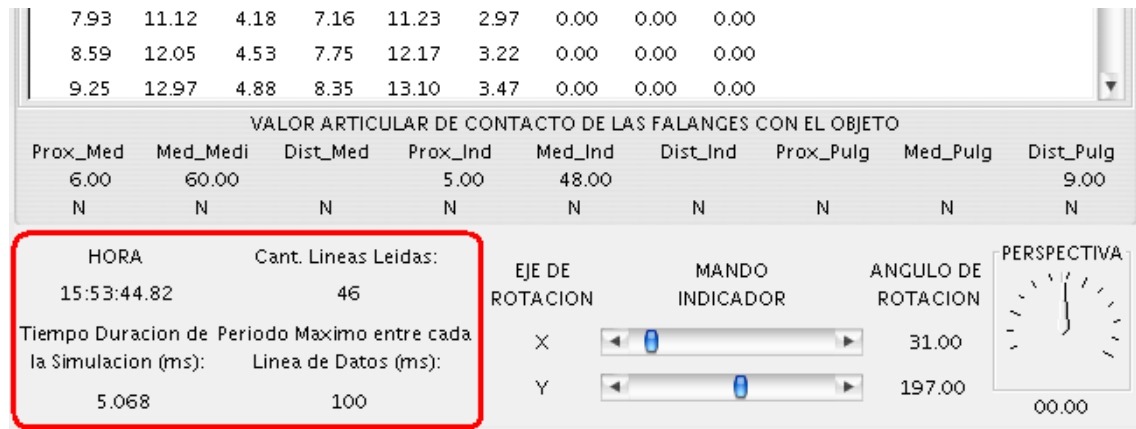 7.93 11.12 4.18 7.16 11.23 2.97 0.00 0.00 0.00
8.59 12.05 4.53 7.75 12.17 3.22 0.00 0.00 0.00
9.25 12.97 4.88 8.35 13.10 3.47 0.00 0.00 0.00
VALOR ARTICULAR DE CONTACTO DE LAS FALANGES CON EL OBJETO
Prox_Med Med_Medi Dist_Med Prox_Ind Med_Ind Dist_Ind Prox_Pulg Med_Pulg Dist_Pulg
6.00 60.00 5.00 48.00 9.00
N N N N N N N N N
HORA Cant. Lineas Leidas:
15:53:44.82 46
Tiempo Duracion de Periodo Maximo entre cada
la Simulacion (ms): Linea de Datos (ms):
5.068 100
EJE DE MANDO ANGULO DE
ROTACION INDICADOR ROTACION
X 31.00
Y 197.00
PERSPECTIVA
00.00